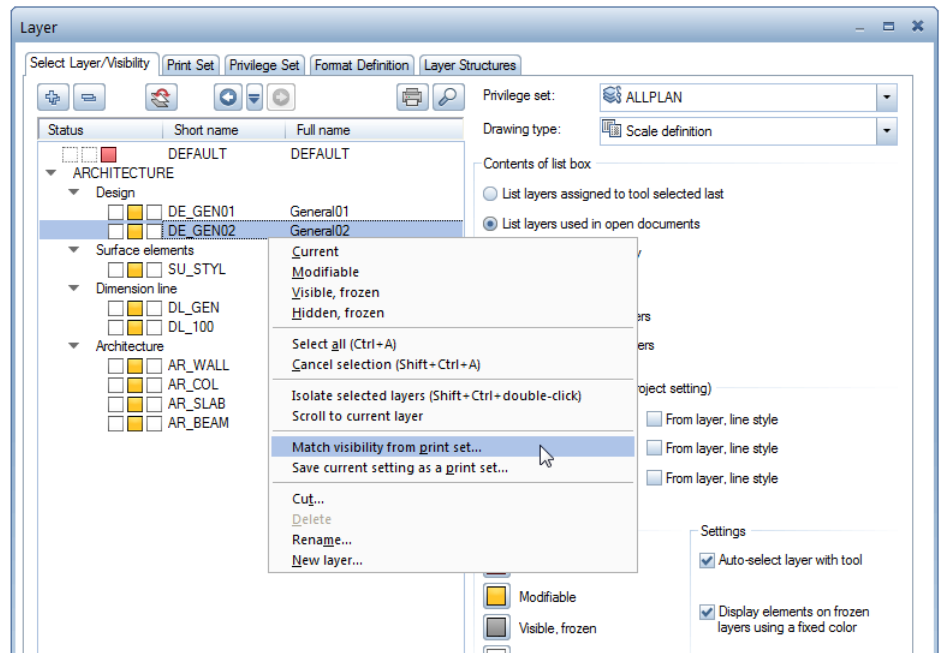 Layer
Select Layer/Visibility Print Set Privilege Set Format Definition Layer Structures
Privilege set: ALLPLAN
Drawing type: Scale definition
Status Short name Full name
DEFAULT DEFAULT
ARCHITECTURE
Design
DE_GEN01 General01
DE_GEN02 General02
Surface elements
SU_STYL
Dimension line
DL_GEN
DL_100
Architecture
AR_WALL
AR_COL
AR_SLAB
AR_BEAM
Current
Modifiable
Visible, frozen
Hidden, frozen
Select all (Ctrl+A)
Cancel selection (Shift+Ctrl+A)
Isolate selected layers (Shift+Ctrl+double-click)
Scroll to current layer
Match visibility from print set...
Save current setting as a print set...
Cut...
Delete
Rename...
New layer...
Contents of list box
List layers assigned to tool selected last
List layers used in open documents
From layer, line style
From layer, line style
From layer, line style
Settings
Auto-select layer with tool
Modifiable
Display elements on frozen
layers using a fixed color
Visible, frozen